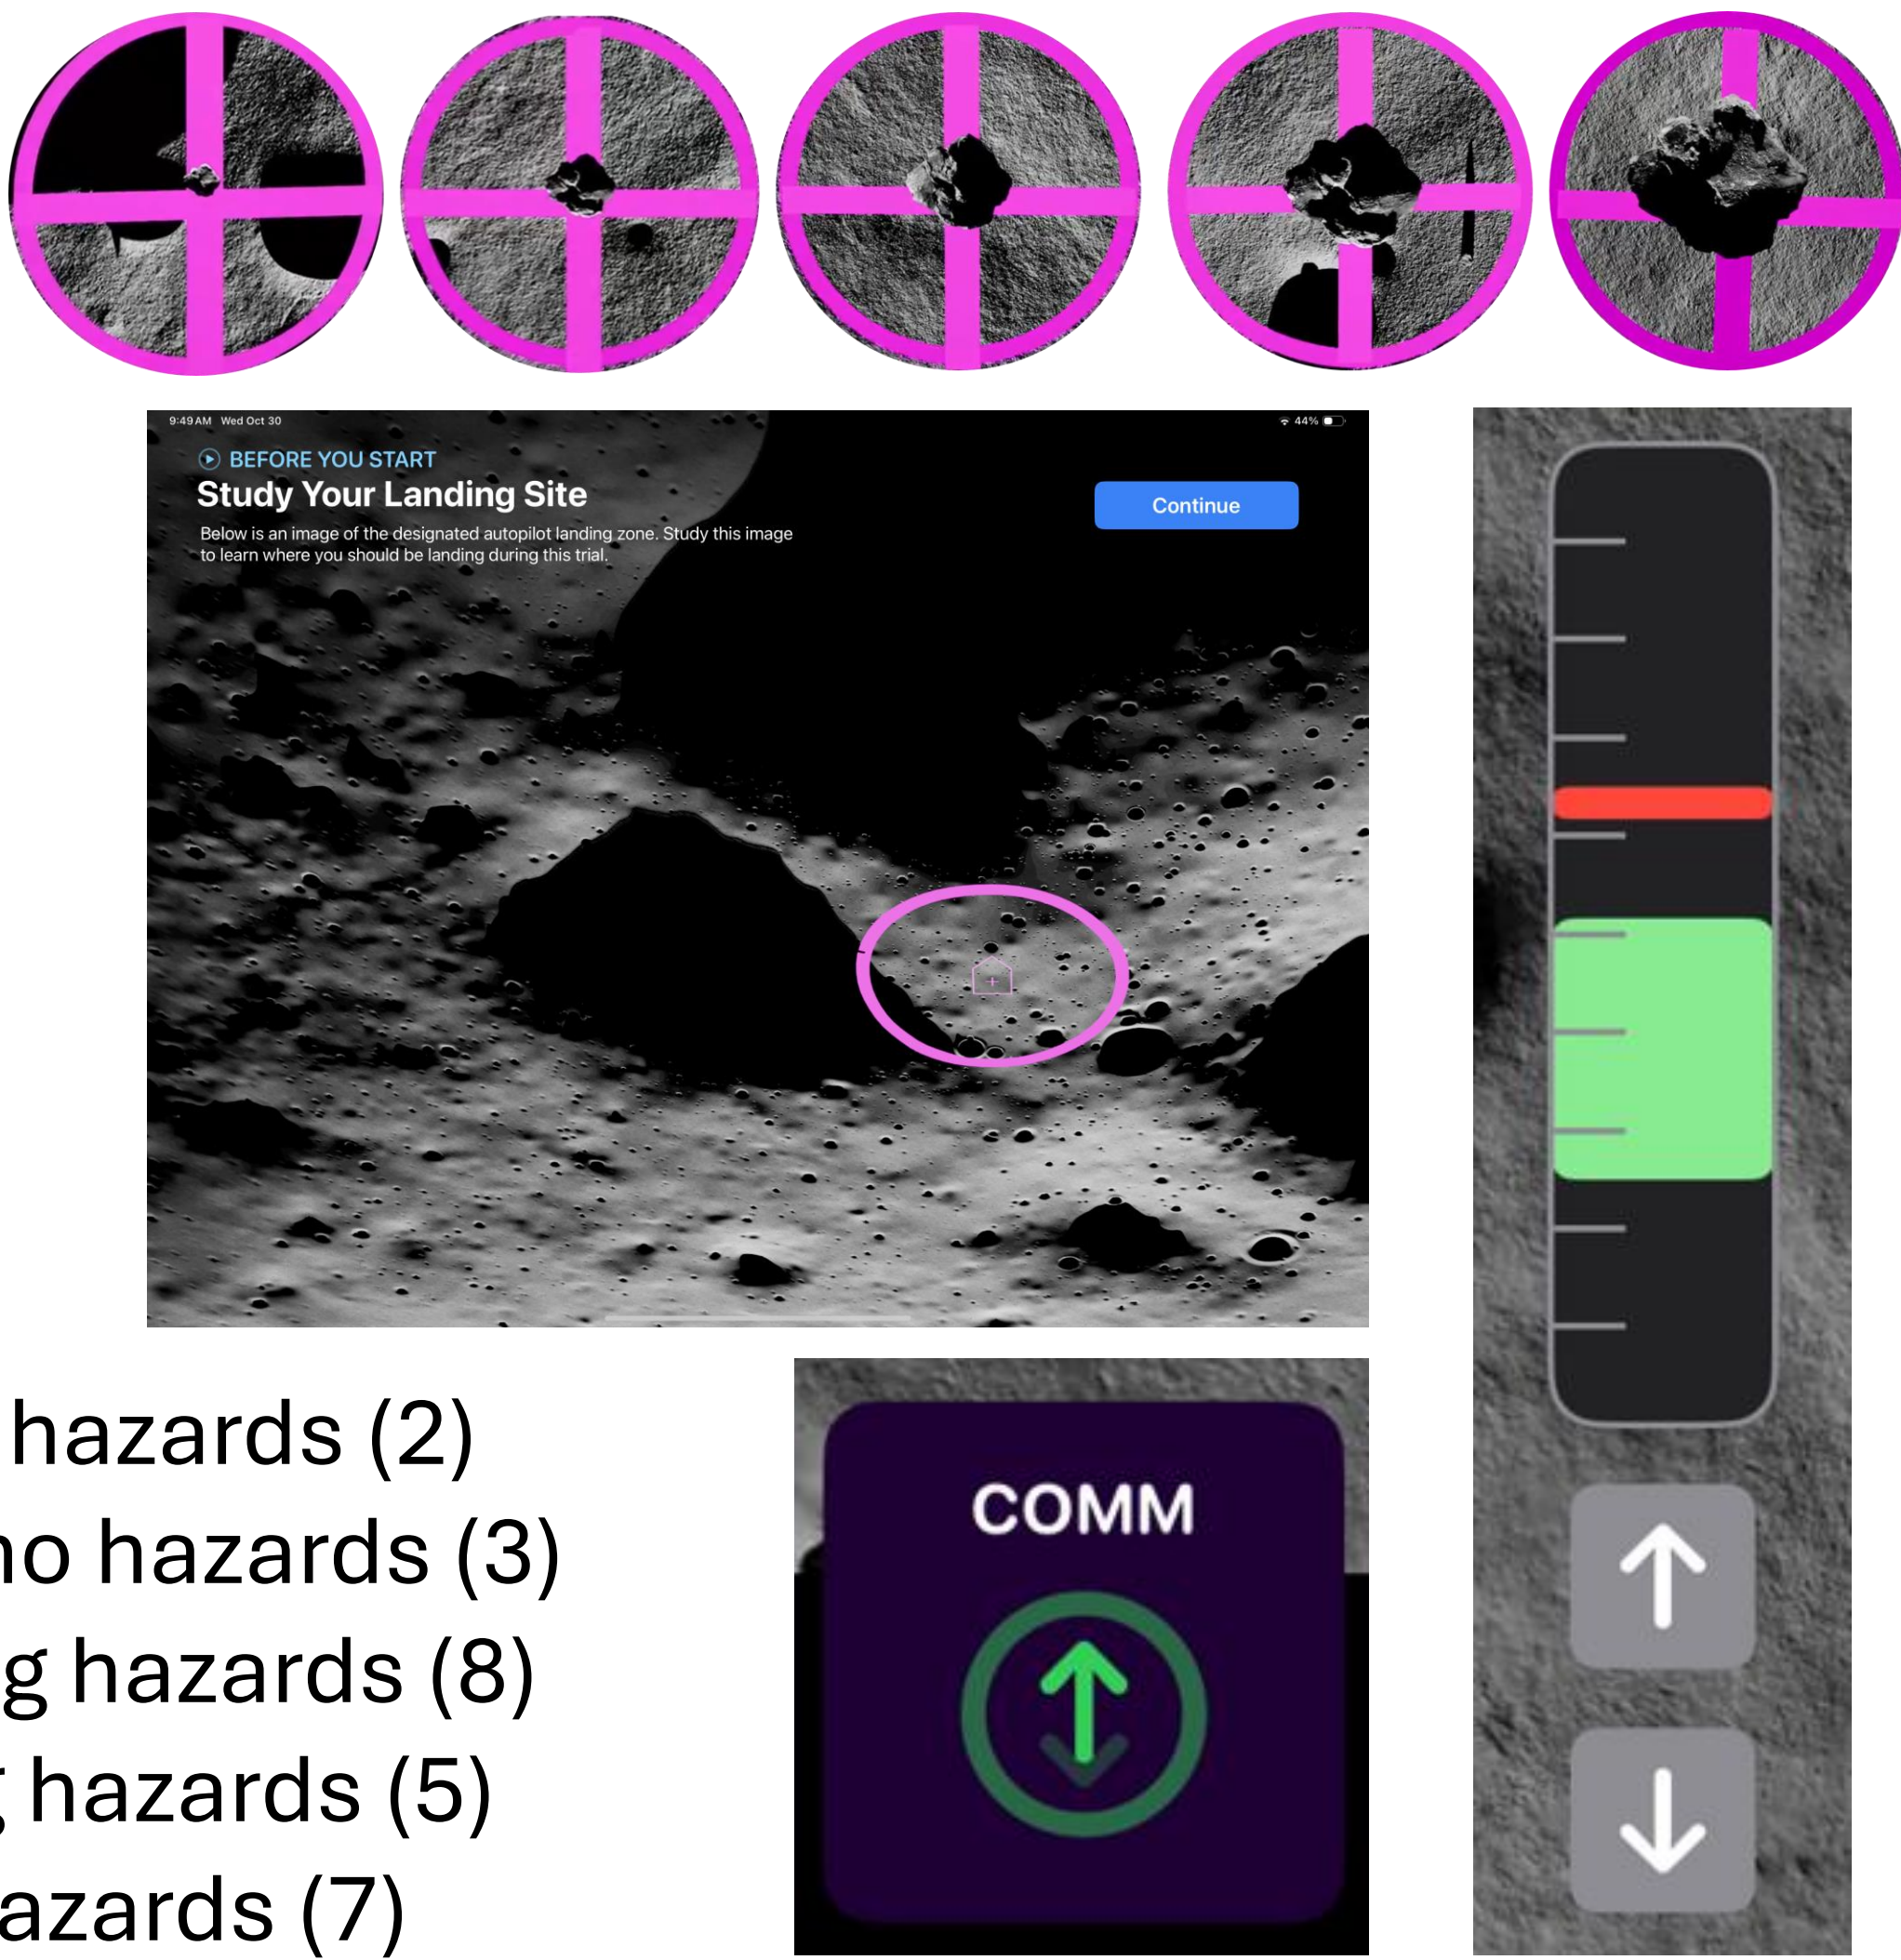 9:49 AM Wed Oct 30
44%
BEFORE YOU START
Study Your Landing Site
Continue
Below is an image of the designated autopilot landing zone. Study this image
to learn where you should be landing during this trial.
hazards (2)
no hazards (3)
g hazards (8)
hazards (5)
azards (7)
COMM